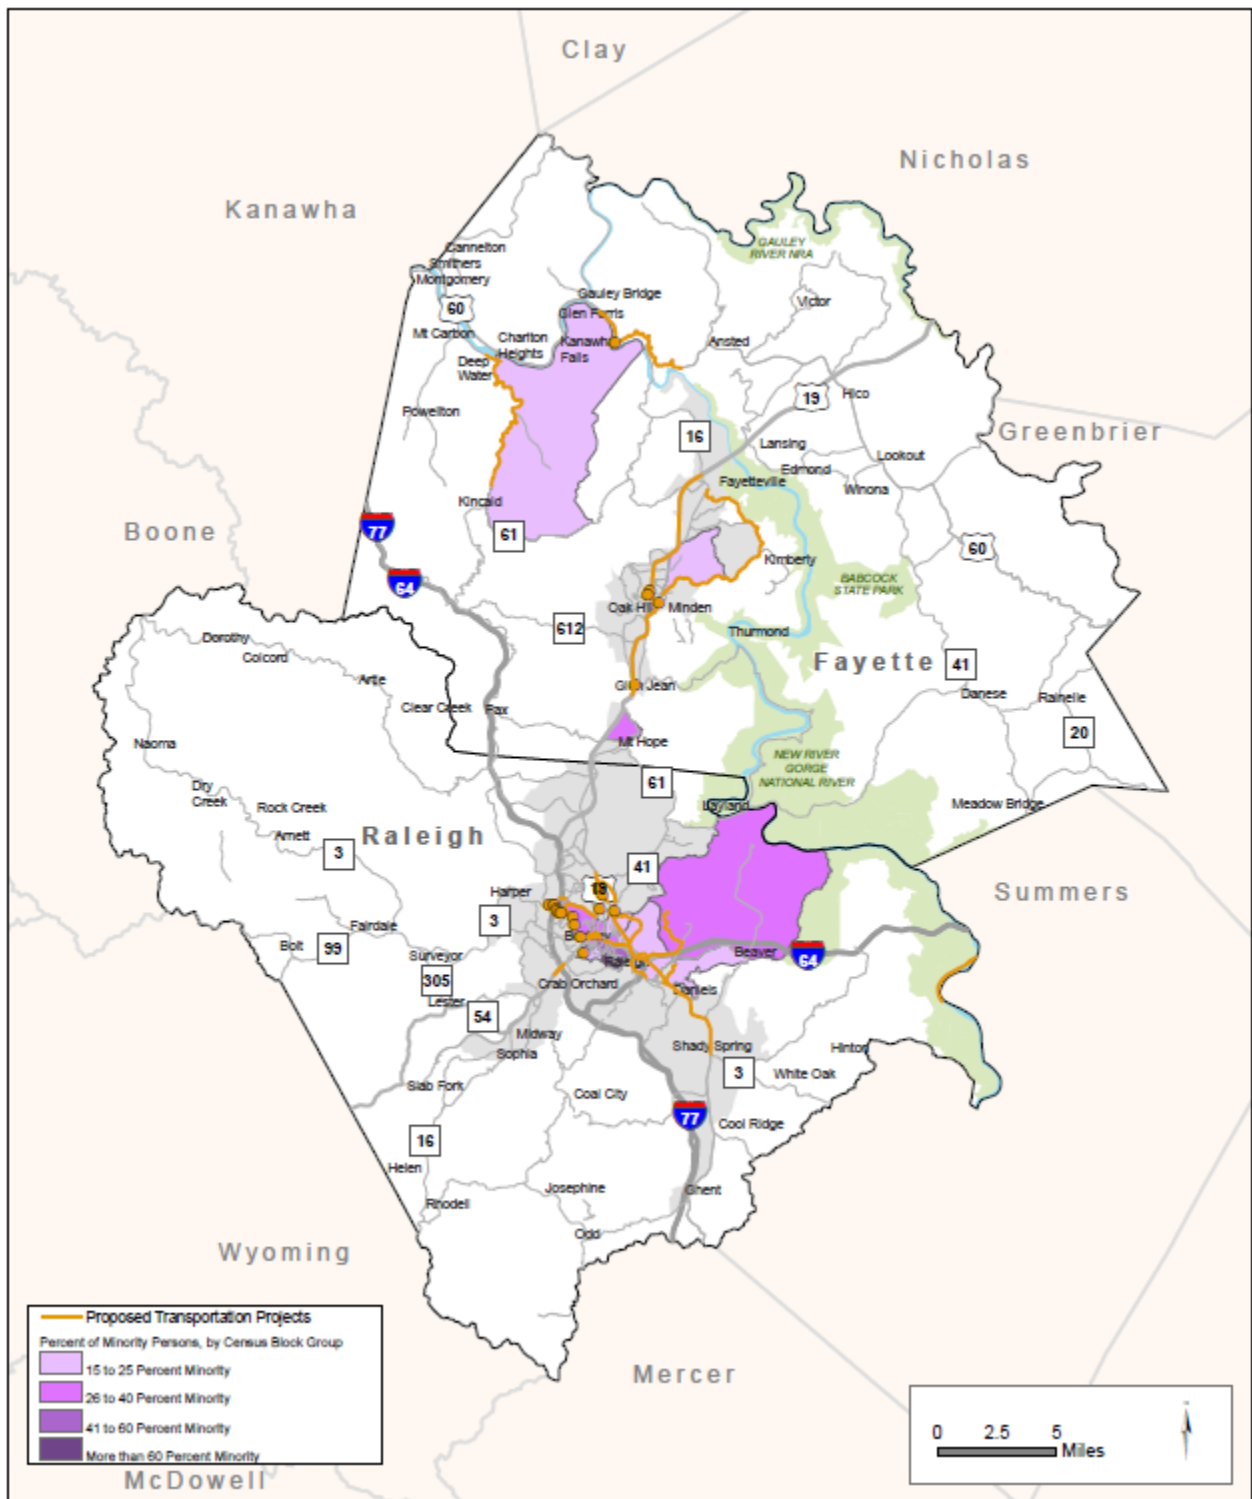 Clay
Nicholas
Kanawha
GAULEY
RIVER NRA
Cannelton
Smithers
Montgomery
60
Gauley Bridge
Glen Ferris
Victor
Mt Carbon
Charlton
Heights
Kanawha
Falls
Ansted
Deep
Water
19
Hico
Powellton
16
Greenbrier
Lansing
Lookout
Edmond
Fayetteville
Winona
Kincaid
77
61
Boone
60
Kimberly
64
BABCOCK
STATE PARK
Oak Hill
Minden
612
Thurmond
Dorothy
Colcord
Fayette
41
Artie
Glen Jean
Danese
Rainelle
Clear Creek
Pax
20
Naoma
Mt Hope
NEW RIVER
GORGE
NATIONAL RIVER
61
Dry
Creek
Rock Creek
Layland
Meadow Bridge
Arnett
Raleigh
3
41
Harper
19
Summers
3
Fairdale
Bolt
99
Surveyor
Beckley
Raleigh
Beaver
64
305
Crab Orchard
Daniels
Lester
54
Midway
Sophia
Shady Spring
Hinton
3
White Oak
Slab Fork
Coal City
77
Cool Ridge
16
Helen
Josephine
Ghent
Rhodell
Odd
Wyoming
Proposed Transportation Projects
Percent of Minority Persons, by Census Block Group
15 to 25 Percent Minority
26 to 40 Percent Minority
41 to 60 Percent Minority
More than 60 Percent Minority
Mercer
0 2.5 5
Miles
McDowell